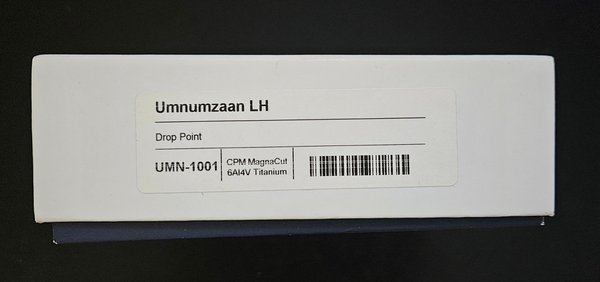 Umnumzaan LH
Drop Point
UMN-1001
CPM MagnaCut
6Al4V Titanium